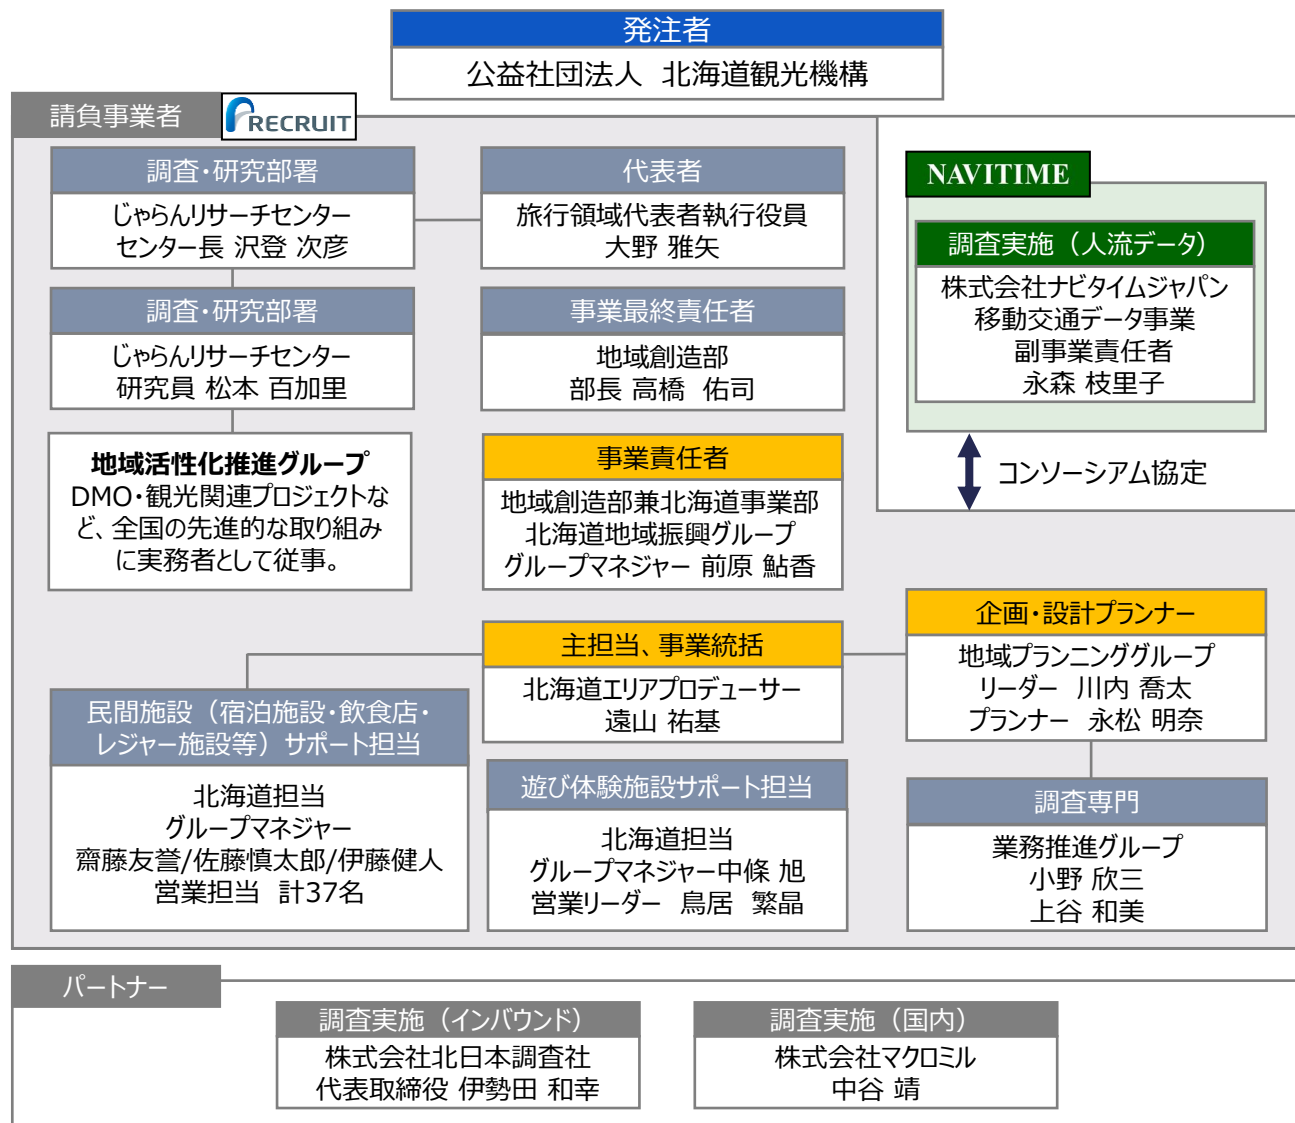 発注者
公益社団法人 北海道観光機構
請負事業者
RECRUIT
調査・研究部署
じゃらんリサーチセンター
センター長 沢登 次彦
代表者
旅行領域代表者執行役員
大野 雅矢
調査・研究部署
じゃらんリサーチセンター
研究員 松本 百加里
事業最終責任者
地域創造部
部長 高橋 佑司
地域活性化推進グループ
DMO・観光関連プロジェクトな
ど、全国の先進的な取り組み
に実務者として従事。
事業責任者
地域創造部兼北海道事業部
北海道地域振興グループ
グループマネジャー 前原 鮎香
NAVITIME
調査実施（人流データ）
株式会社ナビタイムジャパン
移動交通データ事業
副事業責任者
永森 枝里子
コンソーシアム協定
主担当、事業統括
北海道エリアプロデューサー
遠山 祐基
企画・設計プランナー
地域プランニンググループ
リーダー 川内 喬太
プランナー 永松 明奈
民間施設（宿泊施設・飲食店・
レジャー施設等）サポート担当
北海道担当
グループマネジャー
齋藤友誉/佐藤慎太郎/伊藤健人
営業担当 計37名
遊び体験施設サポート担当
北海道担当
グループマネジャー中條 旭
営業リーダー 鳥居 繁晶
調査専門
業務推進グループ
小野 欣三
上谷 和美
パートナー
調査実施（インバウンド）
株式会社北日本調査社
代表取締役 伊勢田 和幸
調査実施（国内）
株式会社マクロミル
中谷 靖